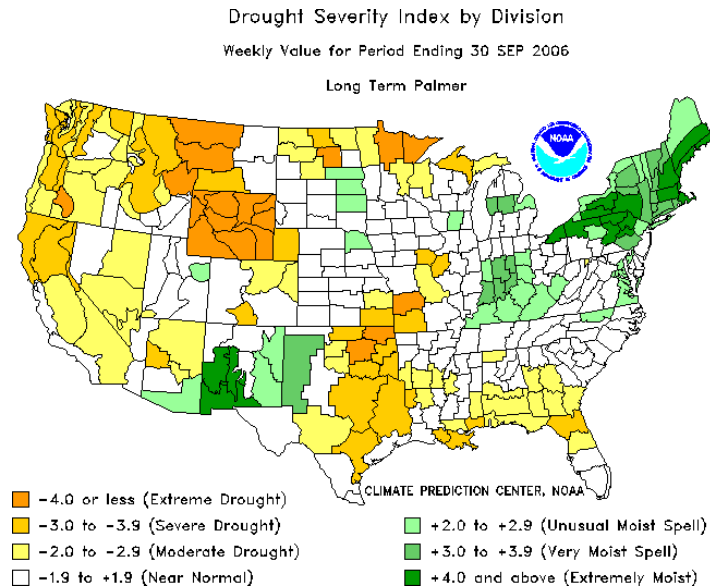 Drought Severity Index by Division
Weekly Value for Period Ending 30 SEP 2006
Long Term Palmer
NOAA
CLIMATE PREDICTION CENTER, NOAA
-4.0 or less (Extreme Drought)
-3.0 to -3.9 (Severe Drought)
-2.0 to -2.9 (Moderate Drought)
-1.9 to +1.9 (Near Normal)
+2.0 to +2.9 (Unusual Moist Spell)
+3.0 to +3.9 (Very Moist Spell)
+4.0 and above (Extremely Moist)